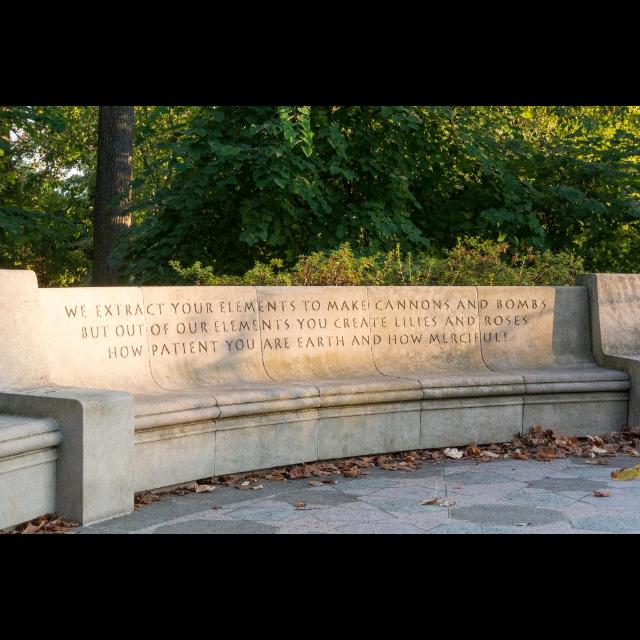 WE EXTRACT YOUR ELEMENTS TO MAKE CANNONS AND BOMBS
BUT OUT OF OUR ELEMENTS YOU CREATE LILIES AND ROSES
HOW PATIENT YOU ARE EARTH AND HOW MERCIFUL!